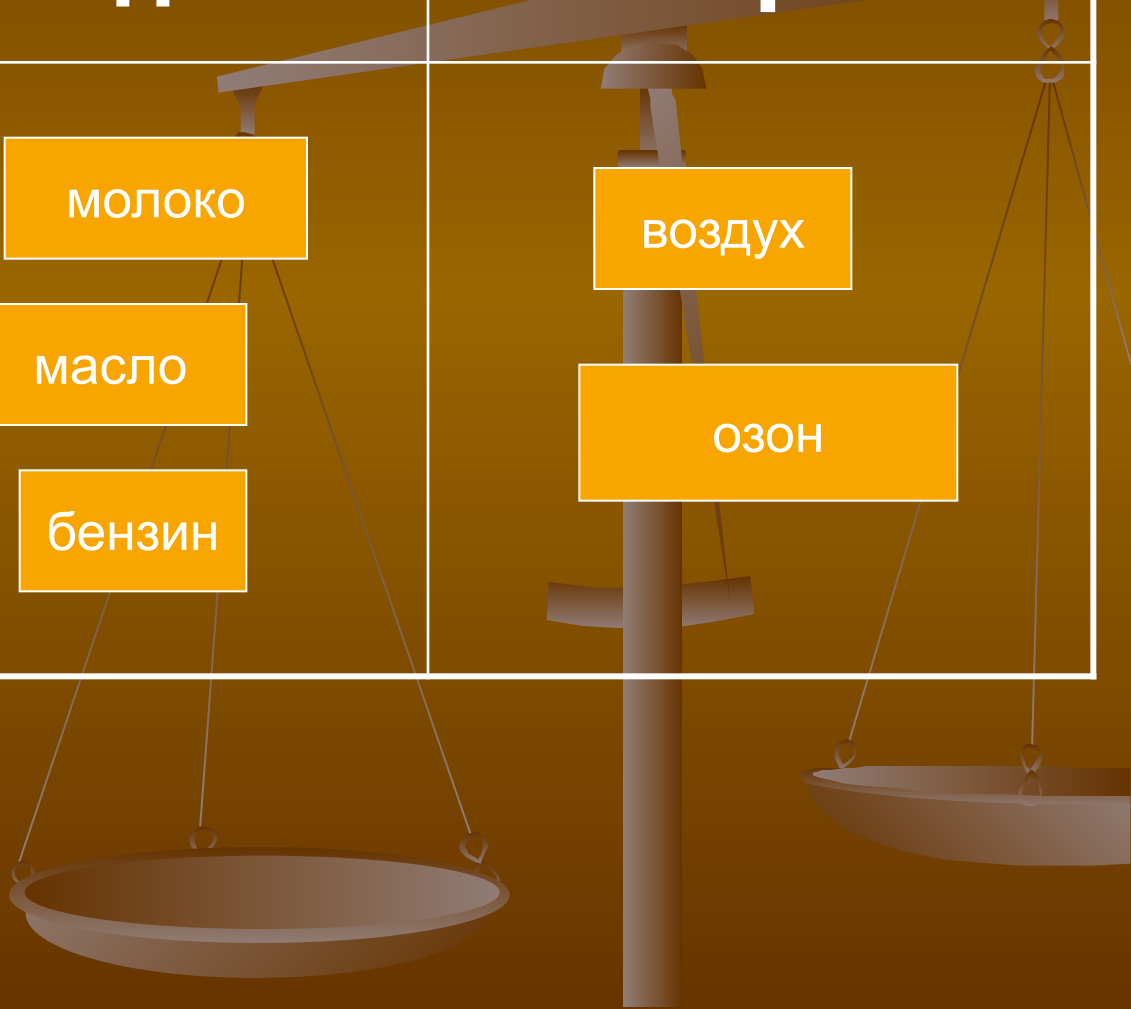 молоко
воздух
масло
озон
бензин